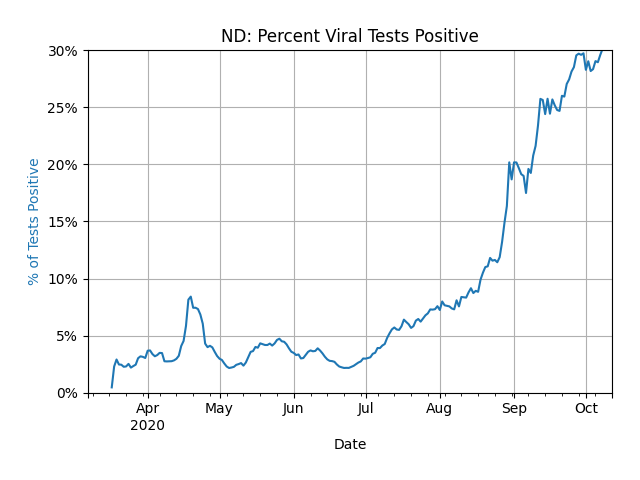 ND: Percent Viral Tests Positive
30%
25%
20%
15%
10%
5%
0%
% of Tests Positive
Apr May Jun Jul Aug Sep Oct
2020
Date